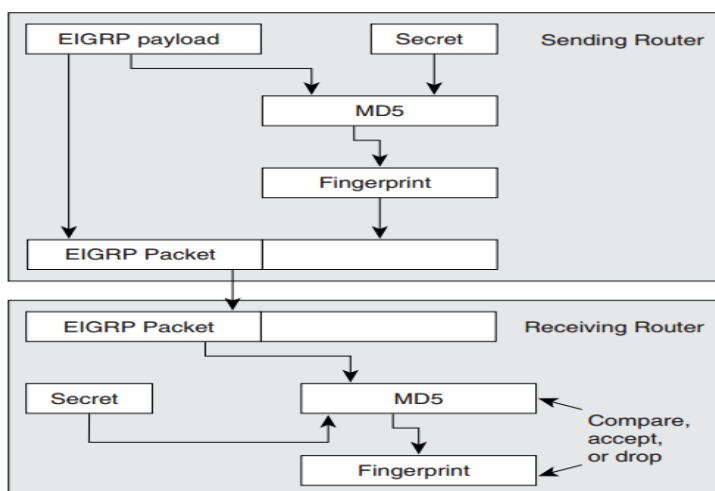 EIGRP payload
Secret
Sending Router
MD5
Fingerprint
EIGRP Packet
EIGRP Packet
Receiving Router
Secret
MD5
Compare,
accept,
or drop
Fingerprint